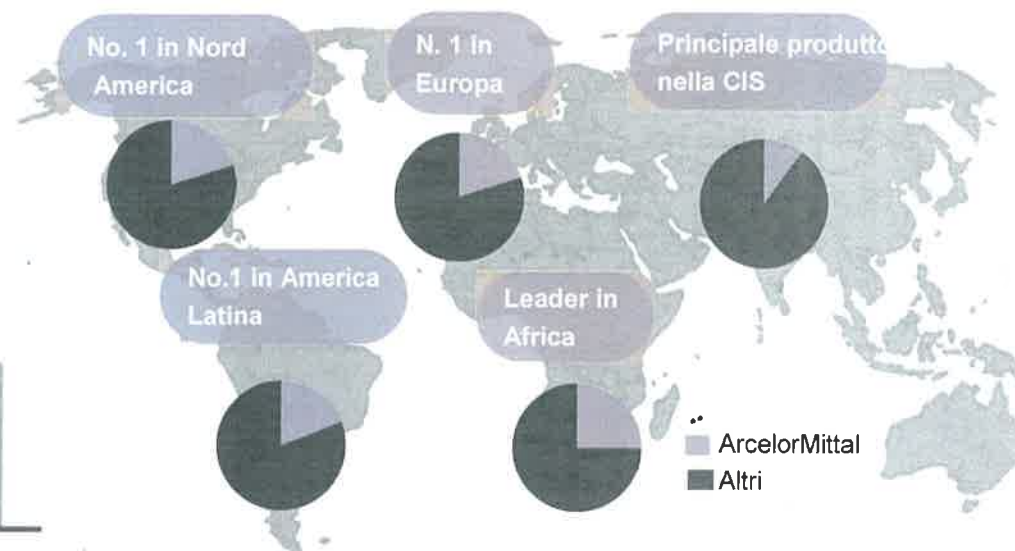 No. 1 in Nord
America
N. 1 in
Europa
Principale produtto
nella CIS
No.1 in America
Latina
Leader in
Africa
ArcelorMittal
Altri